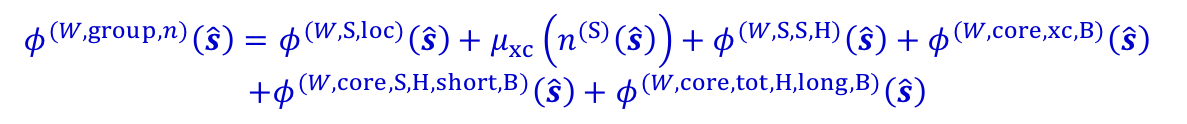 ϕ^(W,group,n)(ŝ) = ϕ^(W,S,loc)(ŝ) + μ_xc (n^(S)(ŝ)) + ϕ^(W,S,S,H)(ŝ) + ϕ^(W,core,xc,B)(ŝ)
+ϕ^(W,core,S,H,short,B)(ŝ) + ϕ^(W,core,tot,H,long,B)(ŝ)